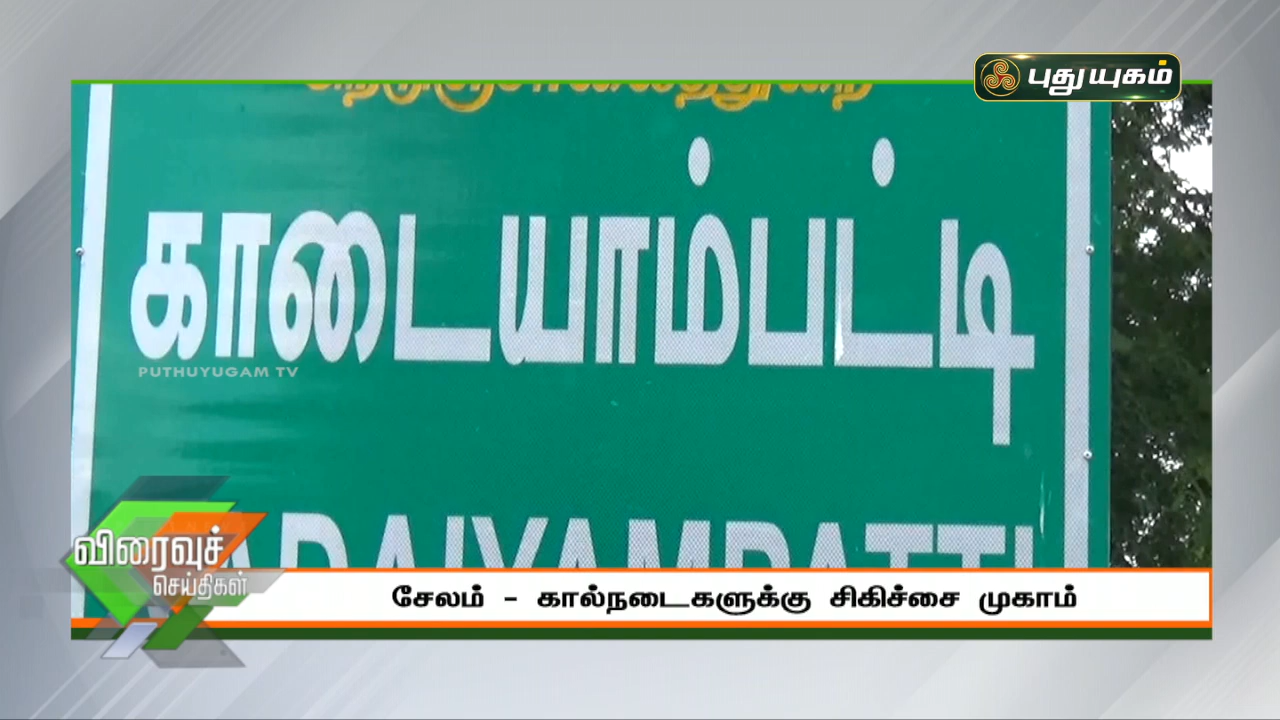 புதுயுகம்
நெடுஞ்சாலைத்துறை
காடையாம்பட்டி
PUTHUYUGAM TV
விரைவுச்
செய்திகள்
சேலம் - கால்நடைகளுக்கு சிகிச்சை முகாம்